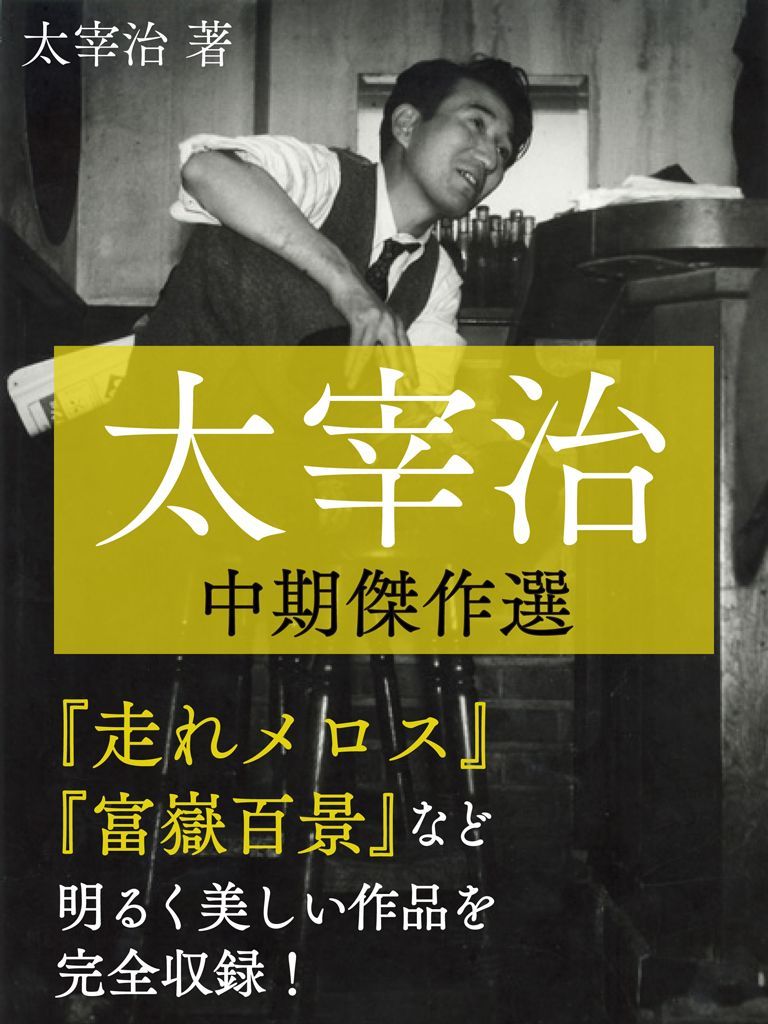 太宰治 著
太宰治
中期傑作選
『走れメロス』
『富嶽百景』など
明るく美しい作品を
完全収録！